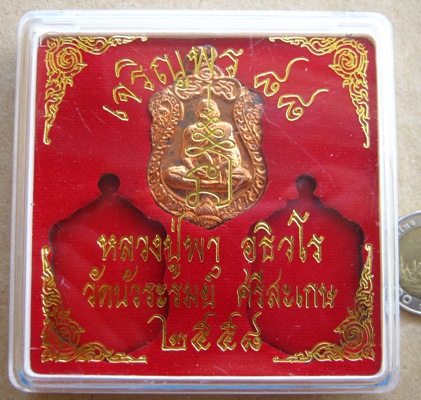 เจริญพร ๘๘
หลวงปู่พา อธิวโร
วัดบัวระรมย์ ศรีสะเกษ
๒๕๕๘